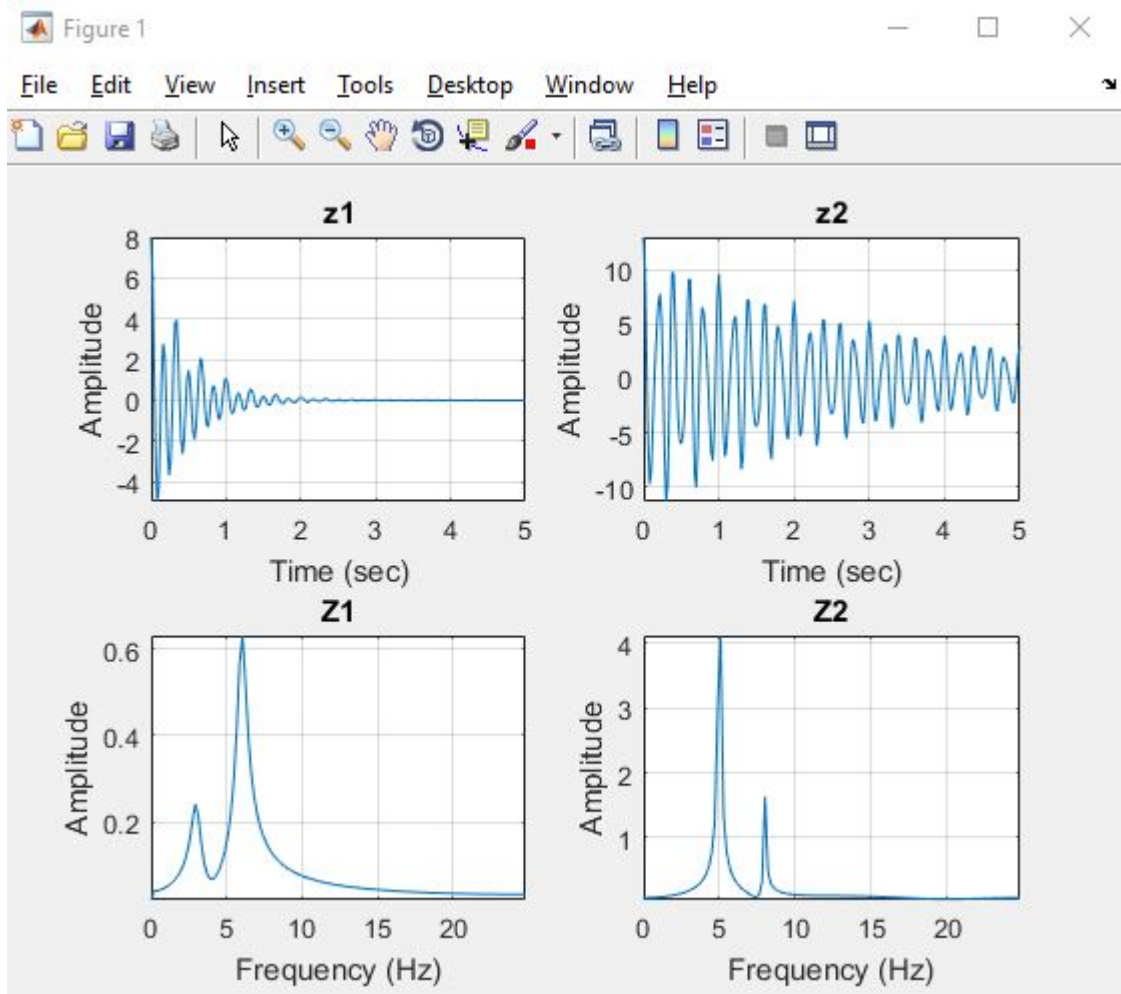 Figure 1
File Edit View Insert Tools Desktop Window Help
z1
8
6
4
2
0
-2
-4
Amplitude
0 1 2 3 4 5
Time (sec)
z2
10
5
0
-5
-10
Amplitude
0 1 2 3 4 5
Time (sec)
Z1
0.6
0.4
0.2
Amplitude
0 5 10 15 20
Frequency (Hz)
Z2
4
3
2
1
Amplitude
0 5 10 15 20
Frequency (Hz)